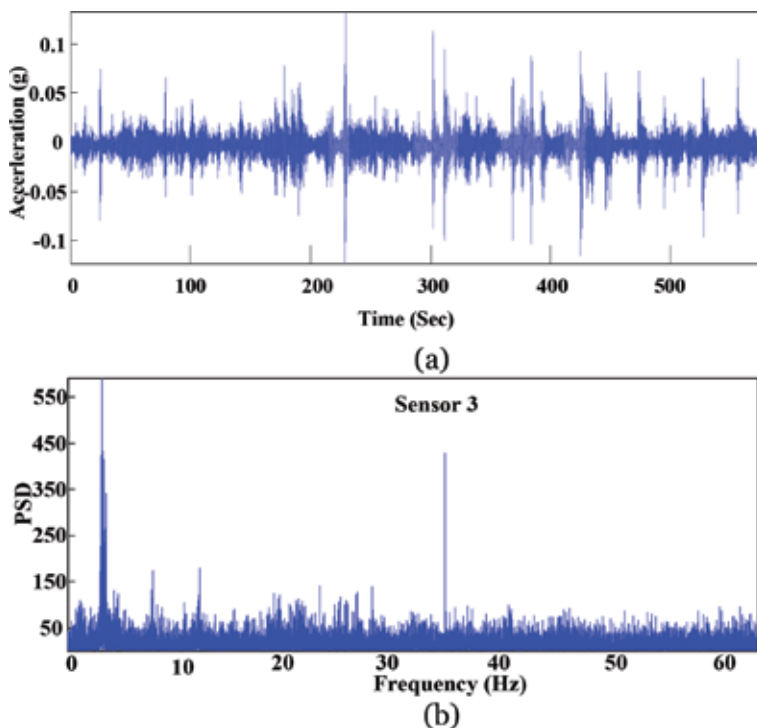 0.1
0.05
0
-0.05
-0.1
Accerleration (g)
0 100 200 300 400 500
Time (Sec)
(a)
Sensor 3
550
450
350
250
150
50
PSD
0 10 20 30 40 50 60
Frequency (Hz)
(b)